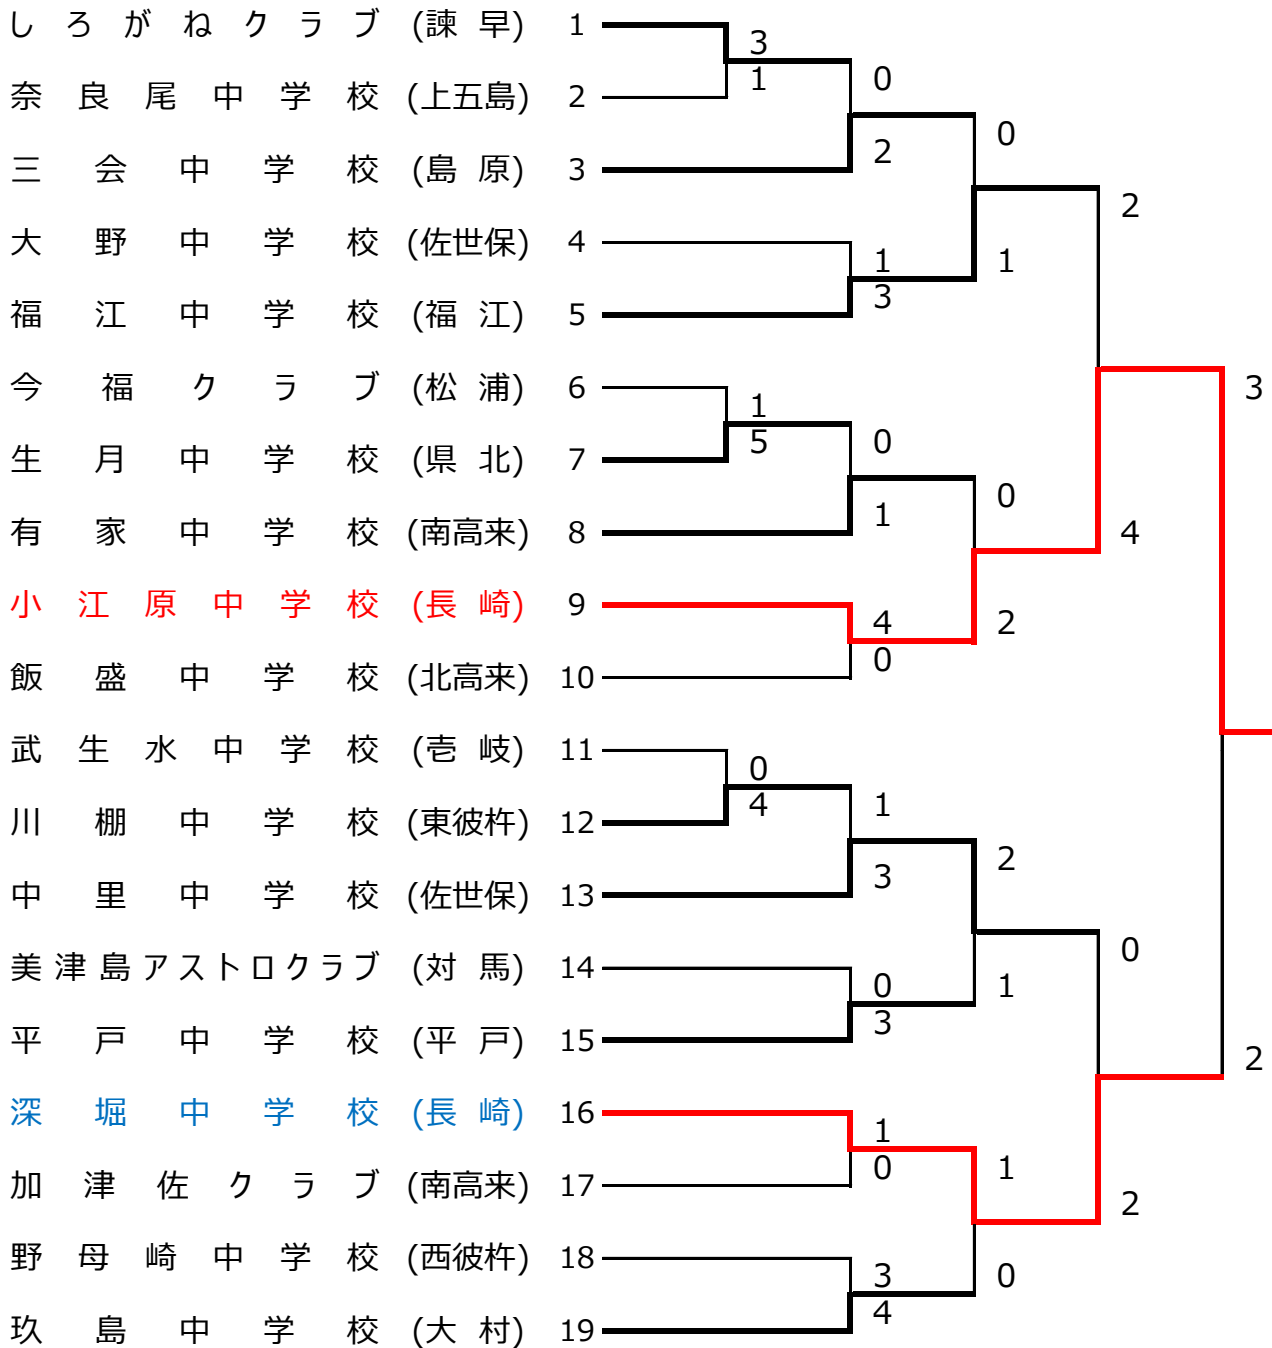 しろがねクラブ (諫早) 1
3
奈良尾中学校 (上五島) 2
1
0
三会中学校 (島原) 3
2
0
大野中学校 (佐世保) 4
2
1
1
福江中学校 (福江) 5
3
今福クラブ (松浦) 6
3
1
生月中学校 (県北) 7
5
0
有家中学校 (南高来) 8
1
0
4
小江原中学校 (長崎) 9
4
2
飯盛中学校 (北高来) 10
0
武生水中学校 (壱岐) 11
0
川棚中学校 (東彼杵) 12
4
1
中里中学校 (佐世保) 13
3
2
美津島アストロクラブ (対馬) 14
0
0
1
平戸中学校 (平戸) 15
3
2
深堀中学校 (長崎) 16
1
加津佐クラブ (南高来) 17
0
1
2
野母崎中学校 (西彼杵) 18
3
0
玖島中学校 (大村) 19
4